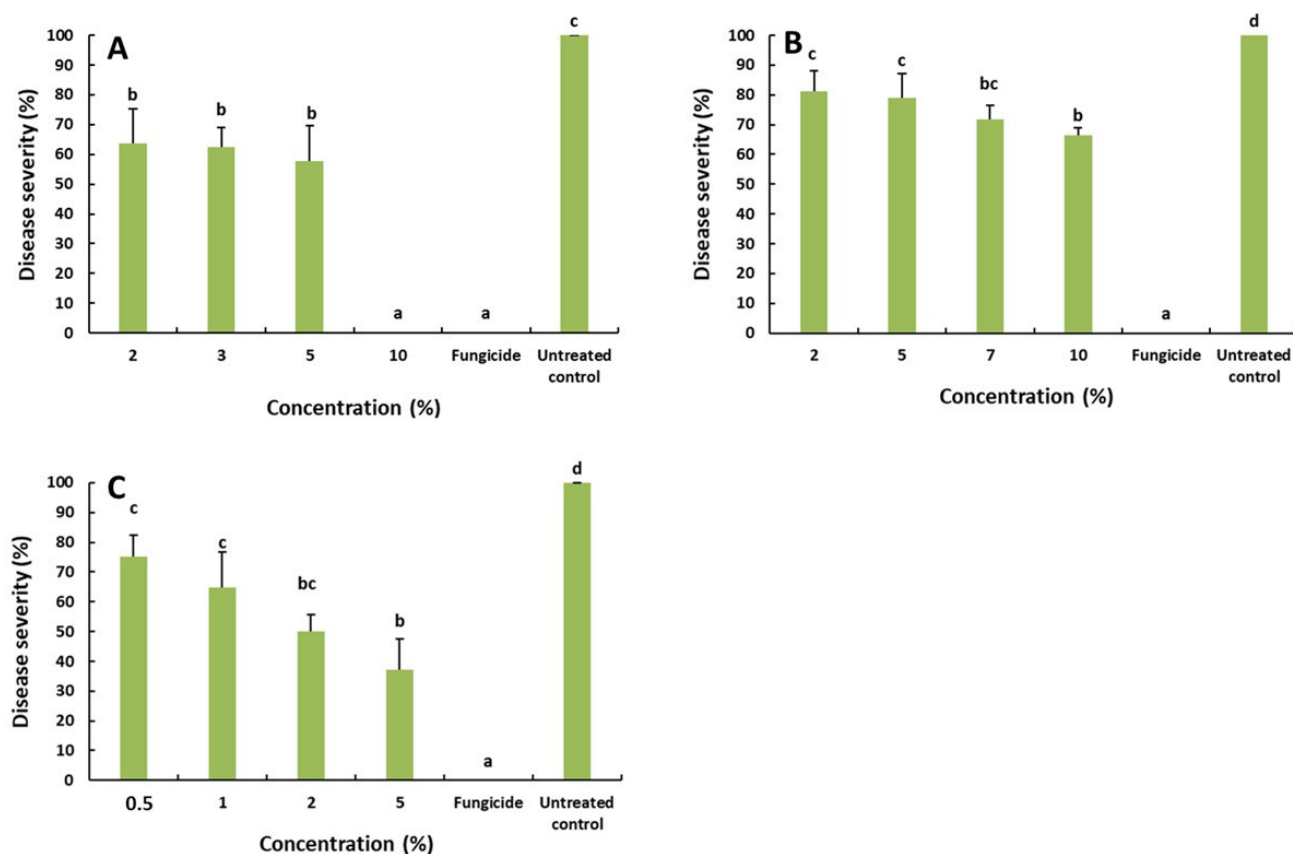 A
Disease severity (%)
100
90
80
70
60
50
40
30
20
10
0
b
b
b
a
a
c
2
3
5
10
Fungicide
Untreated
control
Concentration (%)
B
Disease severity (%)
100
90
80
70
60
50
40
30
20
10
0
c
c
bc
b
a
d
2
5
7
10
Fungicide
Untreated
control
Concentration (%)
C
Disease severity (%)
100
90
80
70
60
50
40
30
20
10
0
c
c
bc
b
a
d
0.5
1
2
5
Fungicide
Untreated
control
Concentration (%)